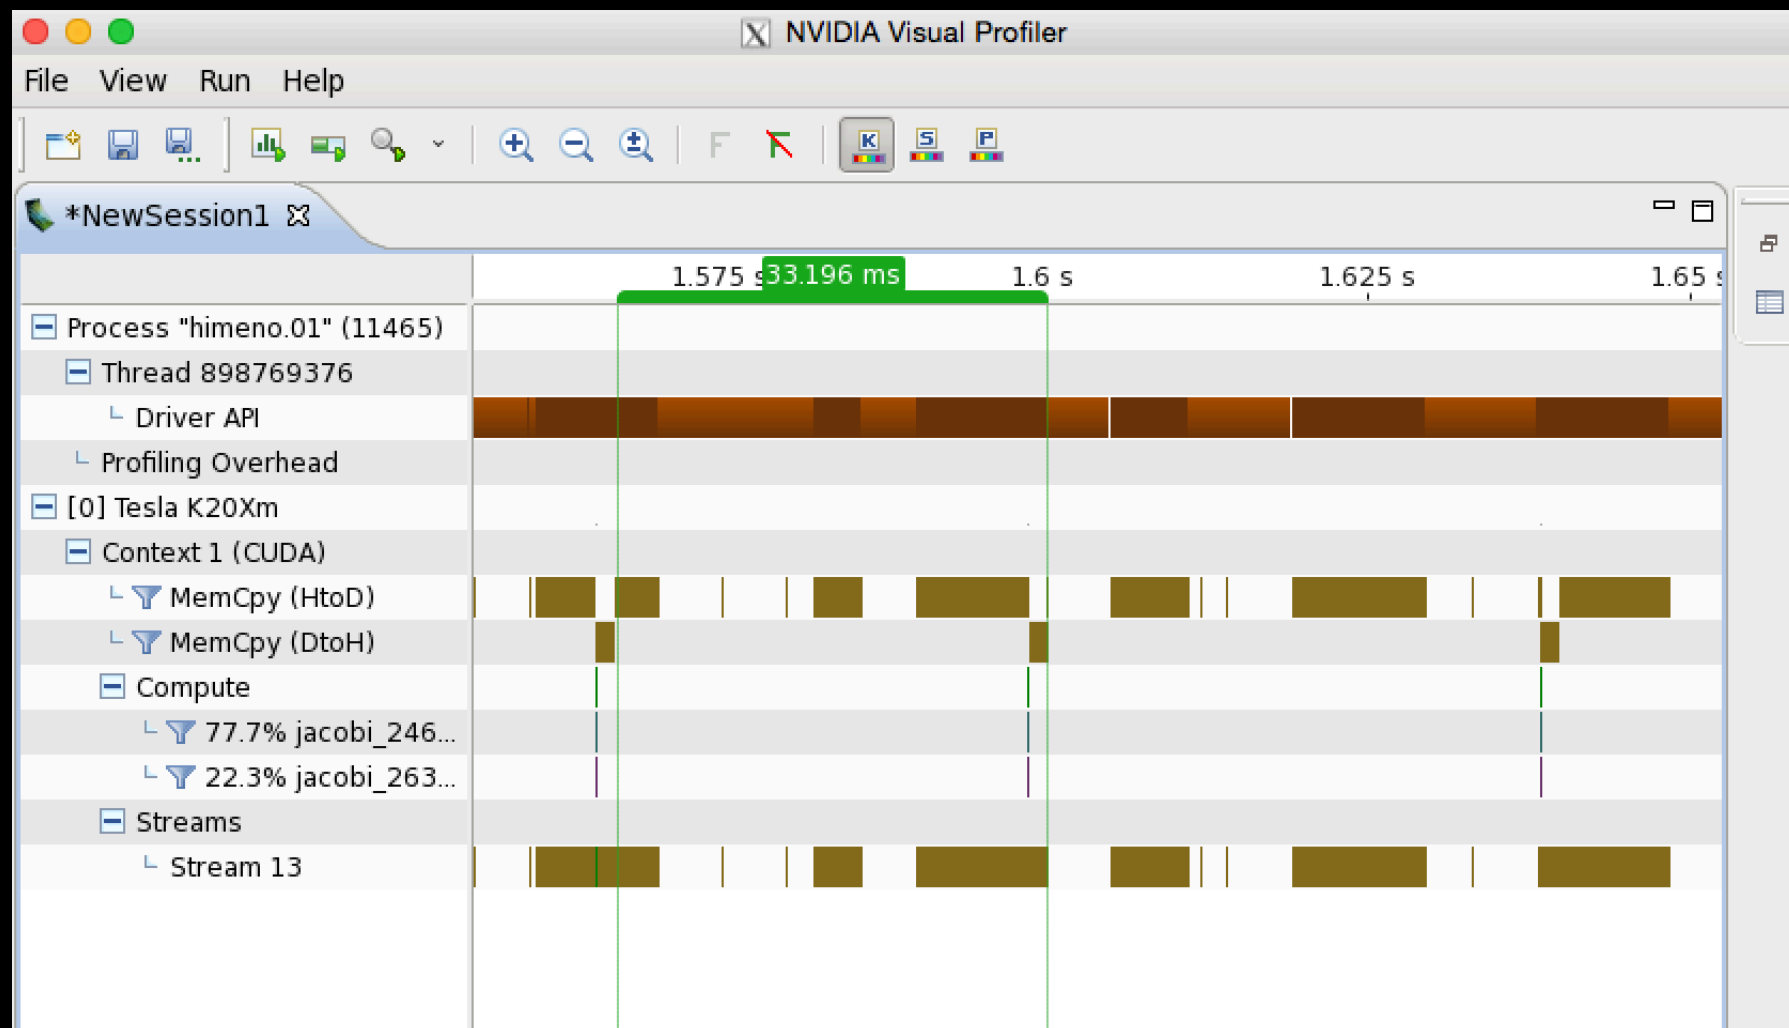 NVIDIA Visual Profiler
File View Run Help
F
K S P
*NewSession1
1.575 s 33.196 ms 1.6 s 1.625 s 1.65 s
Process "himeno.01" (11465)
Thread 898769376
Driver API
Profiling Overhead
[0] Tesla K20Xm
Context 1 (CUDA)
MemCpy (HtoD)
MemCpy (DtoH)
Compute
77.7% jacobi_246...
22.3% jacobi_263...
Streams
Stream 13